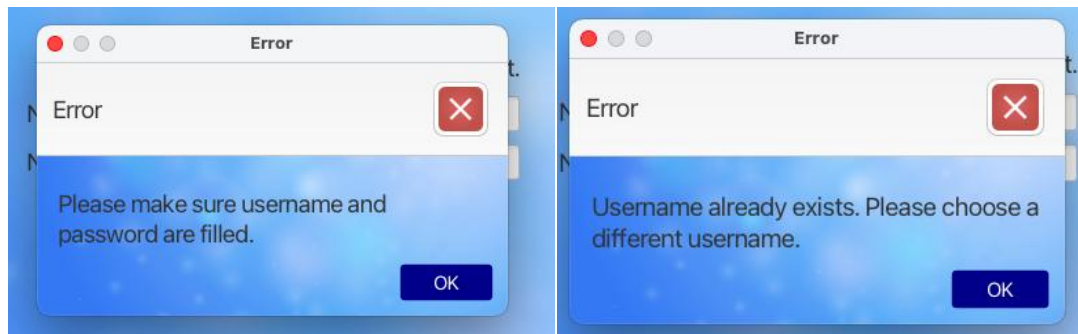 Error
t.
N
Error
N
Please make sure username and
password are filled.
OK
Error
t.
N
Error
N
Username already exists. Please choose a
different username.
OK